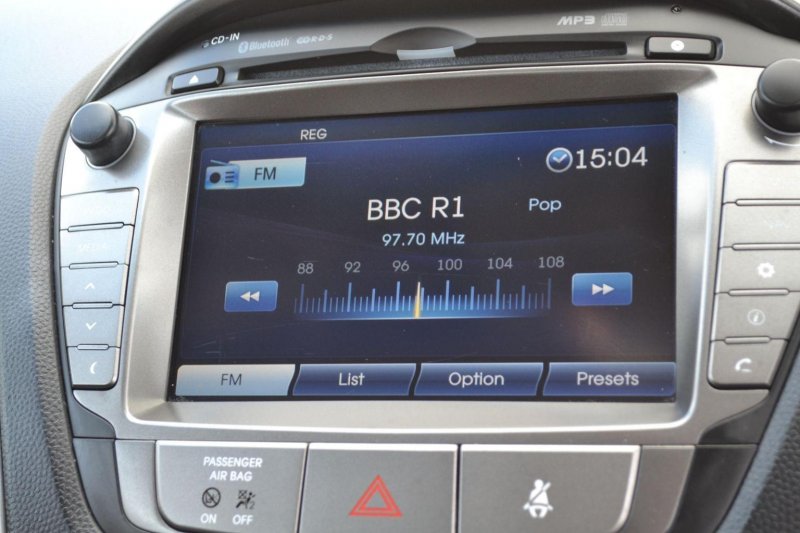 CD-IN
Bluetooth
R·D·S
MP3
REG
FM
15:04
BBC R1
Pop
97.70 MHz
88 92 96 100 104 108
FM
List
Option
Presets
MEDIA
PASSENGER
AIR BAG
ON
OFF